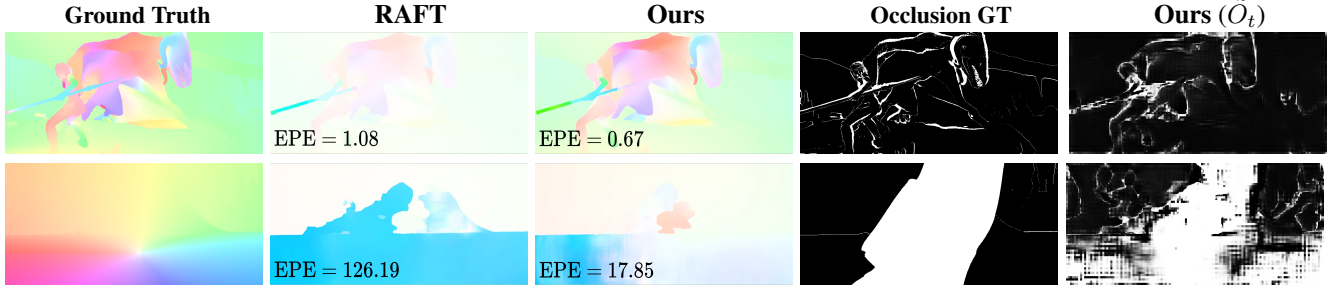 Ground Truth RAFT Ours Occlusion GT Ours (Õ_t)
EPE = 1.08 EPE = 0.67
EPE = 126.19 EPE = 17.85